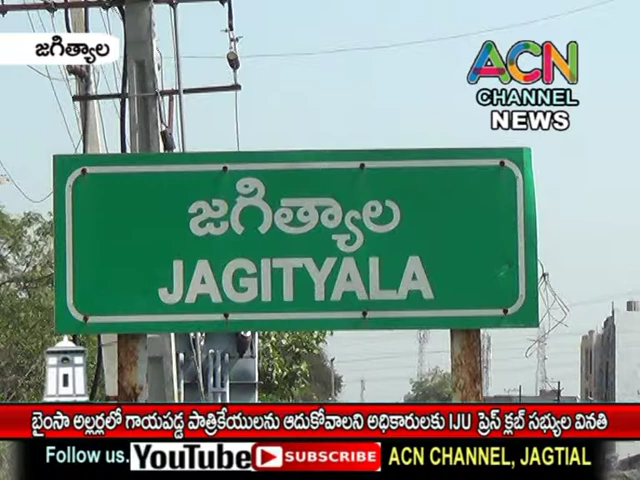 జగిత్యాల
ACN
CHANNEL
NEWS
జగిత్యాల
JAGITYALA
బైంసా అల్లర్లలో గాయపడ్డ పాత్రికేయులను ఆదుకోవాలని అధికారులకు IJU ప్రెస్ క్లబ్ సభ్యుల వినతి
Follow us. YouTube SUBSCRIBE ACN CHANNEL, JAGTIAL